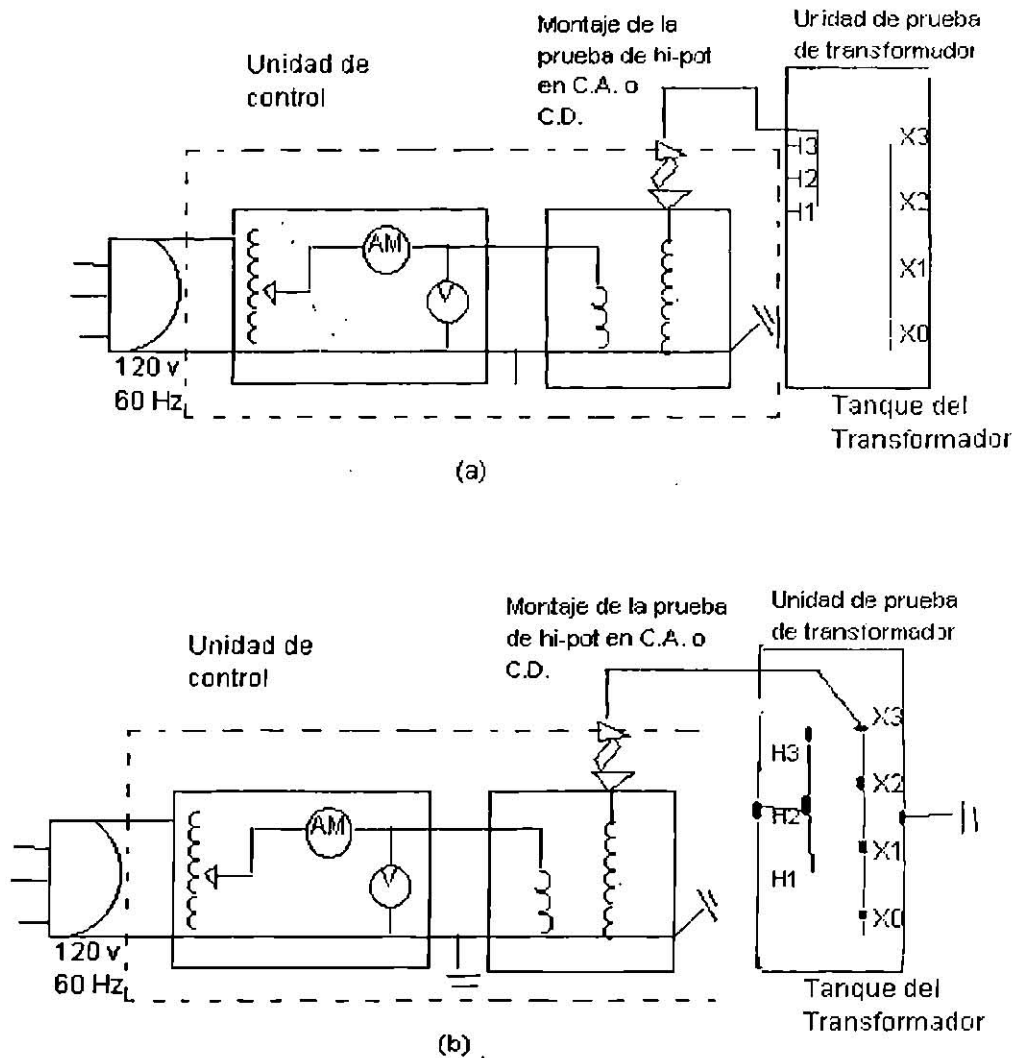 Unidad de
control
Montaje de la
prueba de hi-pot
en C.A. o
C.D.
Unidad de prueba
de transformador
H3
H2
H1
X3
X2
X1
X0
AM
V
120 v
60 Hz
Tanque del
Transformador
(a)
Unidad de
control
Montaje de la prueba
de hi-pot en C.A. o
C.D.
Unidad de prueba
de transformador
H3
H2
H1
X3
X2
X1
X0
AM
V
120 v
60 Hz
Tanque del
Transformador
(b)